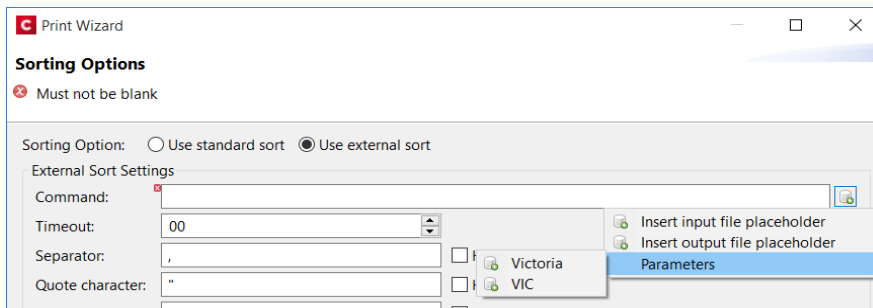 C Print Wizard
Sorting Options
Must not be blank
Sorting Option: Use standard sort Use external sort
External Sort Settings
Command:
Timeout: 00
Insert input file placeholder
Insert output file placeholder
Separator: ,
Victoria
Parameters
Quote character: "
VIC